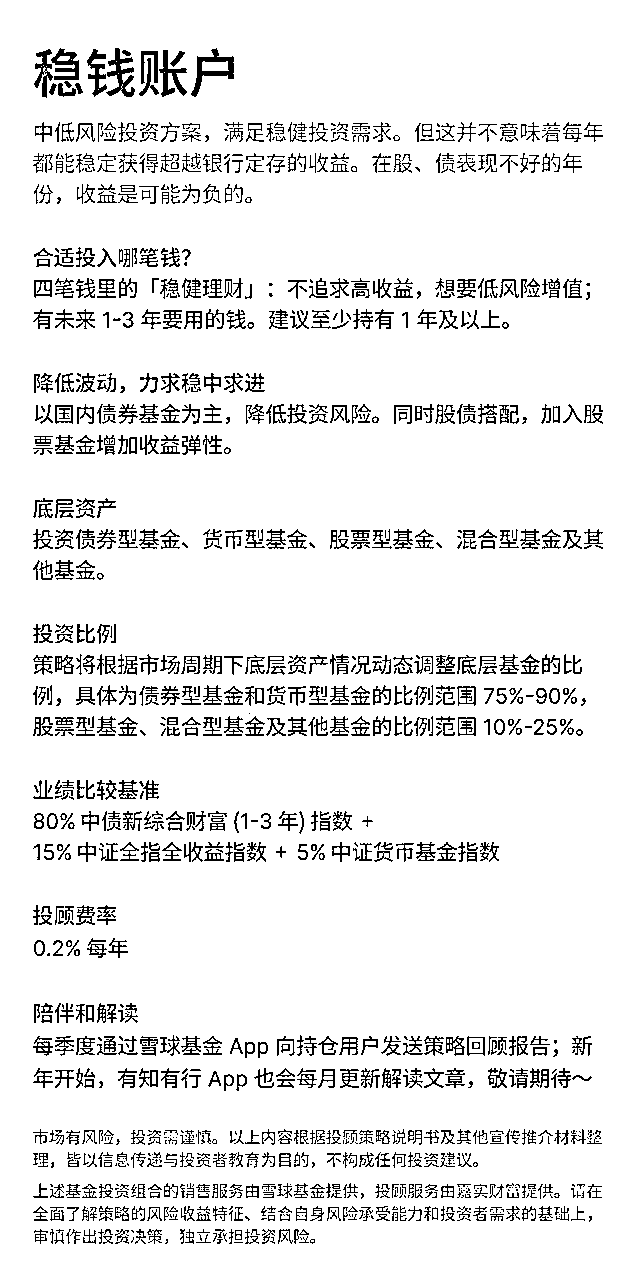 稳钱账户
中低风险投资方案，满足稳健投资需求。但这并不意味着每年
都能稳定获得超越银行定存的收益。在股、债表现不好的年
份，收益是可能为负的。
合适投入哪笔钱？
四笔钱里的「稳健理财」：不追求高收益，想要低风险增值；
有未来 1-3 年要用的钱。建议至少持有 1 年及以上。
降低波动，力求稳中求进
以国内债券基金为主，降低投资风险。同时股债搭配，加入股
票基金增加收益弹性。
底层资产
投资债券型基金、货币型基金、股票型基金、混合型基金及其
他基金。
投资比例
策略将根据市场周期下底层资产情况动态调整底层基金的比
例，具体为债券型基金和货币型基金的比例范围 75%-90%，
股票型基金、混合型基金及其他基金的比例范围 10%-25%。
业绩比较基准
80% 中债新综合财富 (1-3 年) 指数 +
15% 中证全指全收益指数 + 5% 中证货币基金指数
投顾费率
0.2% 每年
陪伴和解读
每季度通过雪球基金 App 向持仓用户发送策略回顾报告；新
年开始，有知有行 App 也会每月更新解读文章，敬请期待～
市场有风险，投资需谨慎。以上内容根据投顾策略说明书及其他宣传推介材料整
理，皆以信息传递与投资者教育为目的，不构成任何投资建议。
上述基金投资组合的销售服务由雪球基金提供，投顾服务由嘉实财富提供。请在
全面了解策略的风险收益特征、结合自身风险承受能力和投资者需求的基础上，
审慎作出投资决策，独立承担投资风险。